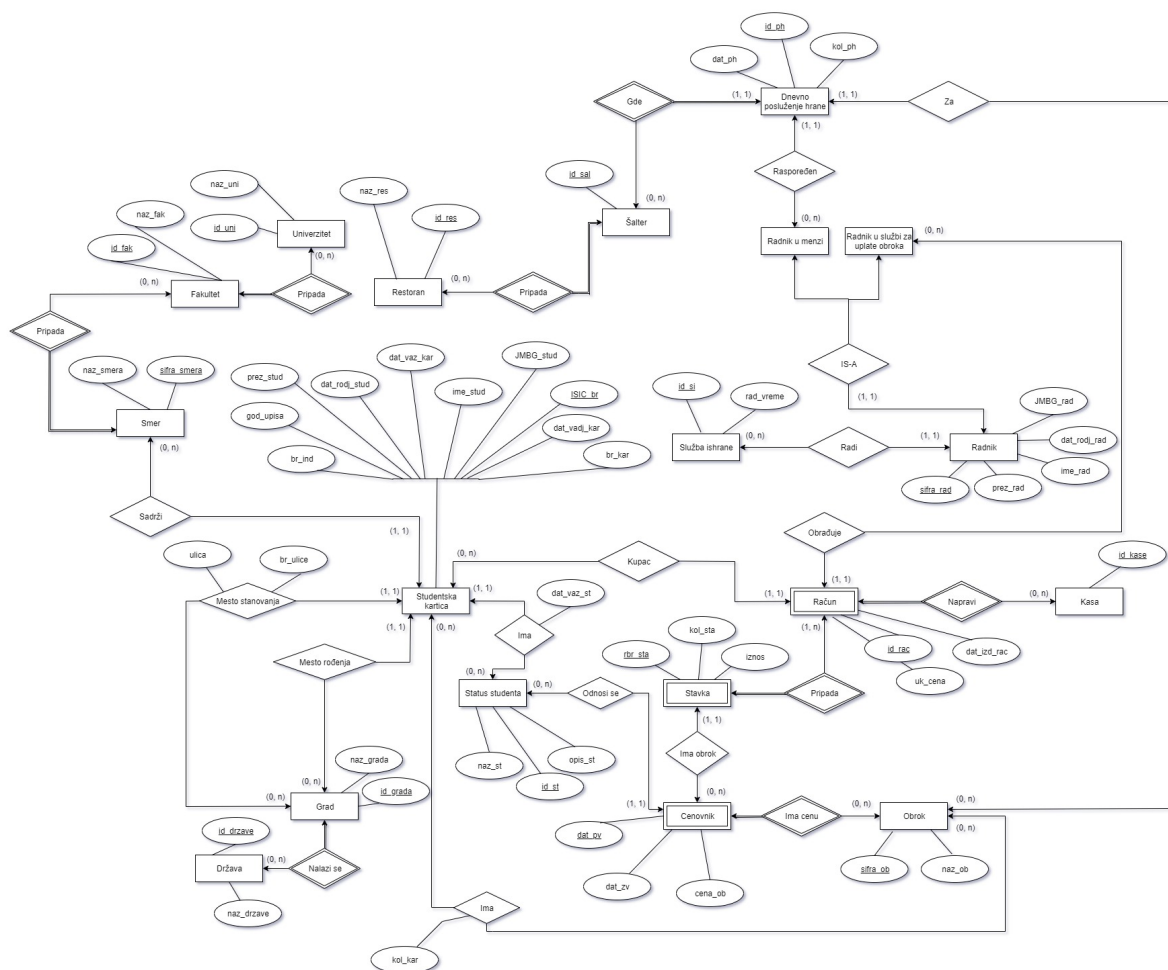 id_ph
dat_ph
kol_ph
Gde
(1, 1)
Dnevno
posluženje hrane
(1, 1)
Za
(1, 1)
Raspoređen
id_sal
(0, n)
Šalter
(0, n)
Radnik u menzi
Radnik u službi za
uplate obroka
(0, n)
naz_uni
id_uni
Univerzitet
(0, n)
naz_fak
id_fak
(0, n)
Fakultet
Pripada
naz_res
id_res
Restoran
(0, n)
Pripada
Pripada
naz_smera
sifra_smera
Smer
(0, n)
IS-A
(1, 1)
id_si
rad_vreme
Služba ishrane
(0, n)
Radi
(1, 1)
Radnik
JMBG_rad
dat_rodj_rad
ime_rad
prez_rad
sifra_rad
dat_vaz_kar
JMBG_stud
prez_stud
dat_rodj_stud
ime_stud
ISIC_br
god_upisa
dat_vadj_kar
br_ind
br_kar
Sadrži
(1, 1)
Obrađuje
(1, 1)
ulica
br_ulice
Mesto stanovanja
(1, 1)
Studentska
kartica
(0, n)
(1, 1)
Kupac
(1, 1)
Račun
(1, n)
Napravi
(0, n)
Kasa
id_kase
dat_izd_rac
id_rac
uk_cena
(1, 1)
(0, n)
dat_vaz_st
Ima
Mesto rođenja
(0, n)
Status studenta
(0, n)
naz_st
id_st
opis_st
Odnosi se
kol_sta
rbr_sta
iznos
Stavka
(1, 1)
Pripada
Ima obrok
(0, n)
(1, 1)
Cenovnik
dat_pv
dat_zv
cena_ob
Ima cenu
(0, n)
Obrok
(0, n)
(0, n)
sifra_ob
naz_ob
(0, n)
(0, n)
Grad
naz_grada
id_grada
id_drzave
Država
(0, n)
naz_drzave
Nalazi se
Ima
kol_kar